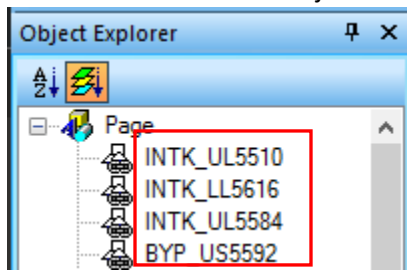 Object Explorer
Page
INTK_UL5510
INTK_LL5616
INTK_UL5584
BYP_US5592